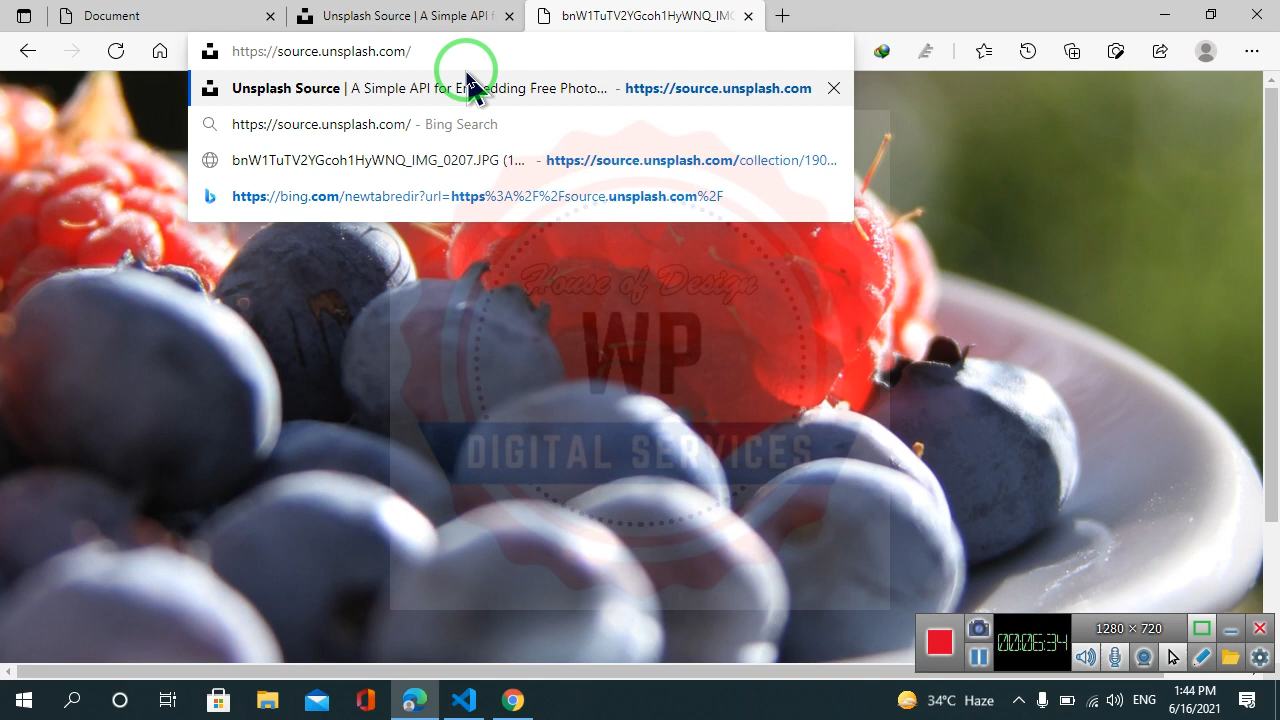 Document
Unsplash Source | A Simple API f
bnW1TuTV2YGcoh1HyWNQ_IMG
https://source.unsplash.com/
Unsplash Source | A Simple API for Embedding Free Photo... - https://source.unsplash.com
https://source.unsplash.com/ - Bing Search
bnW1TuTV2YGcoh1HyWNQ_IMG_0207.JPG (1... - https://source.unsplash.com/collection/190...
https://bing.com/newtabredir?url=https%3A%2F%2Fsource.unsplash.com%2F
House of Design
WP
DIGITAL SERVICES
00:06:34
1280 × 720
34°C Haze
ENG
1:44 PM
6/16/2021